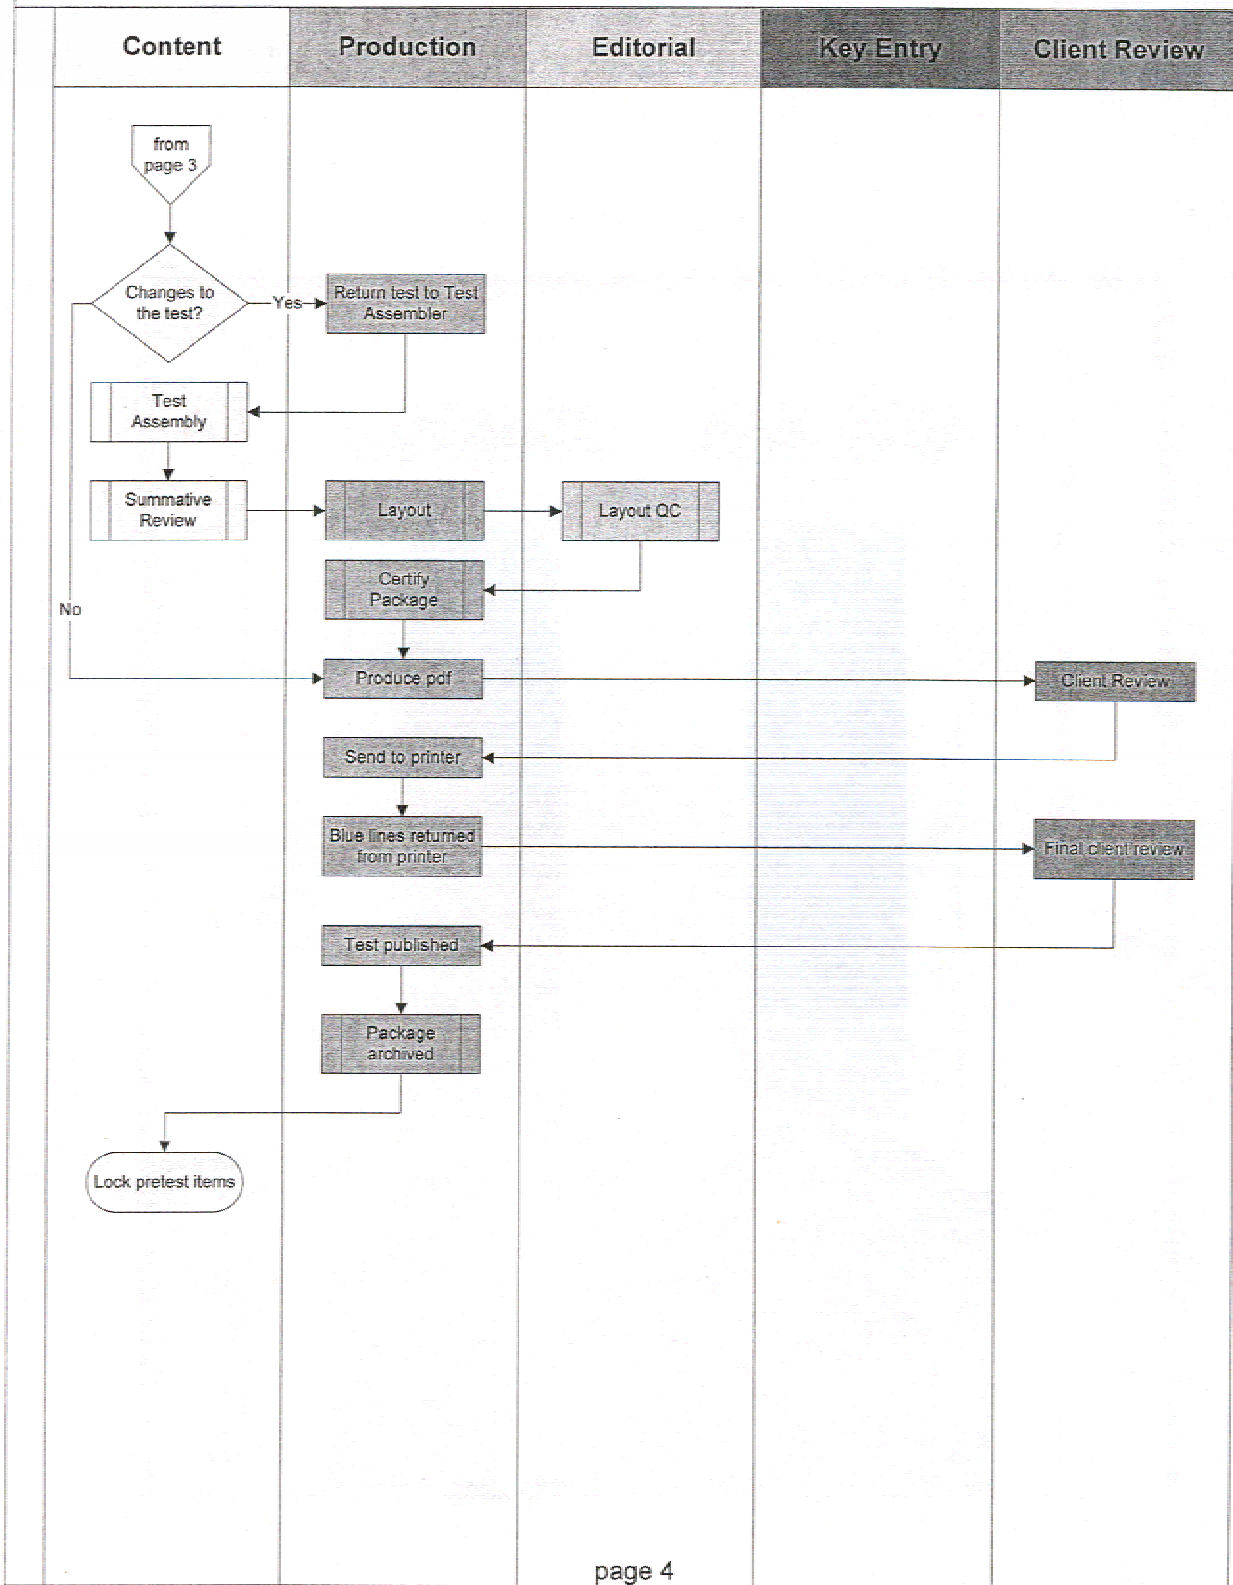 Content
Production
Editorial
Key Entry
Client Review
from
page 3
Changes to
the test?
Yes
Return test to Test
Assembler
Test
Assembly
Summative
Review
Layout
Layout QC
Certify
Package
No
Produce pdf
Client Review
Send to printer
Blue lines returned
from printer
Final client review
Test published
Package
archived
Lock pretest items
page 4